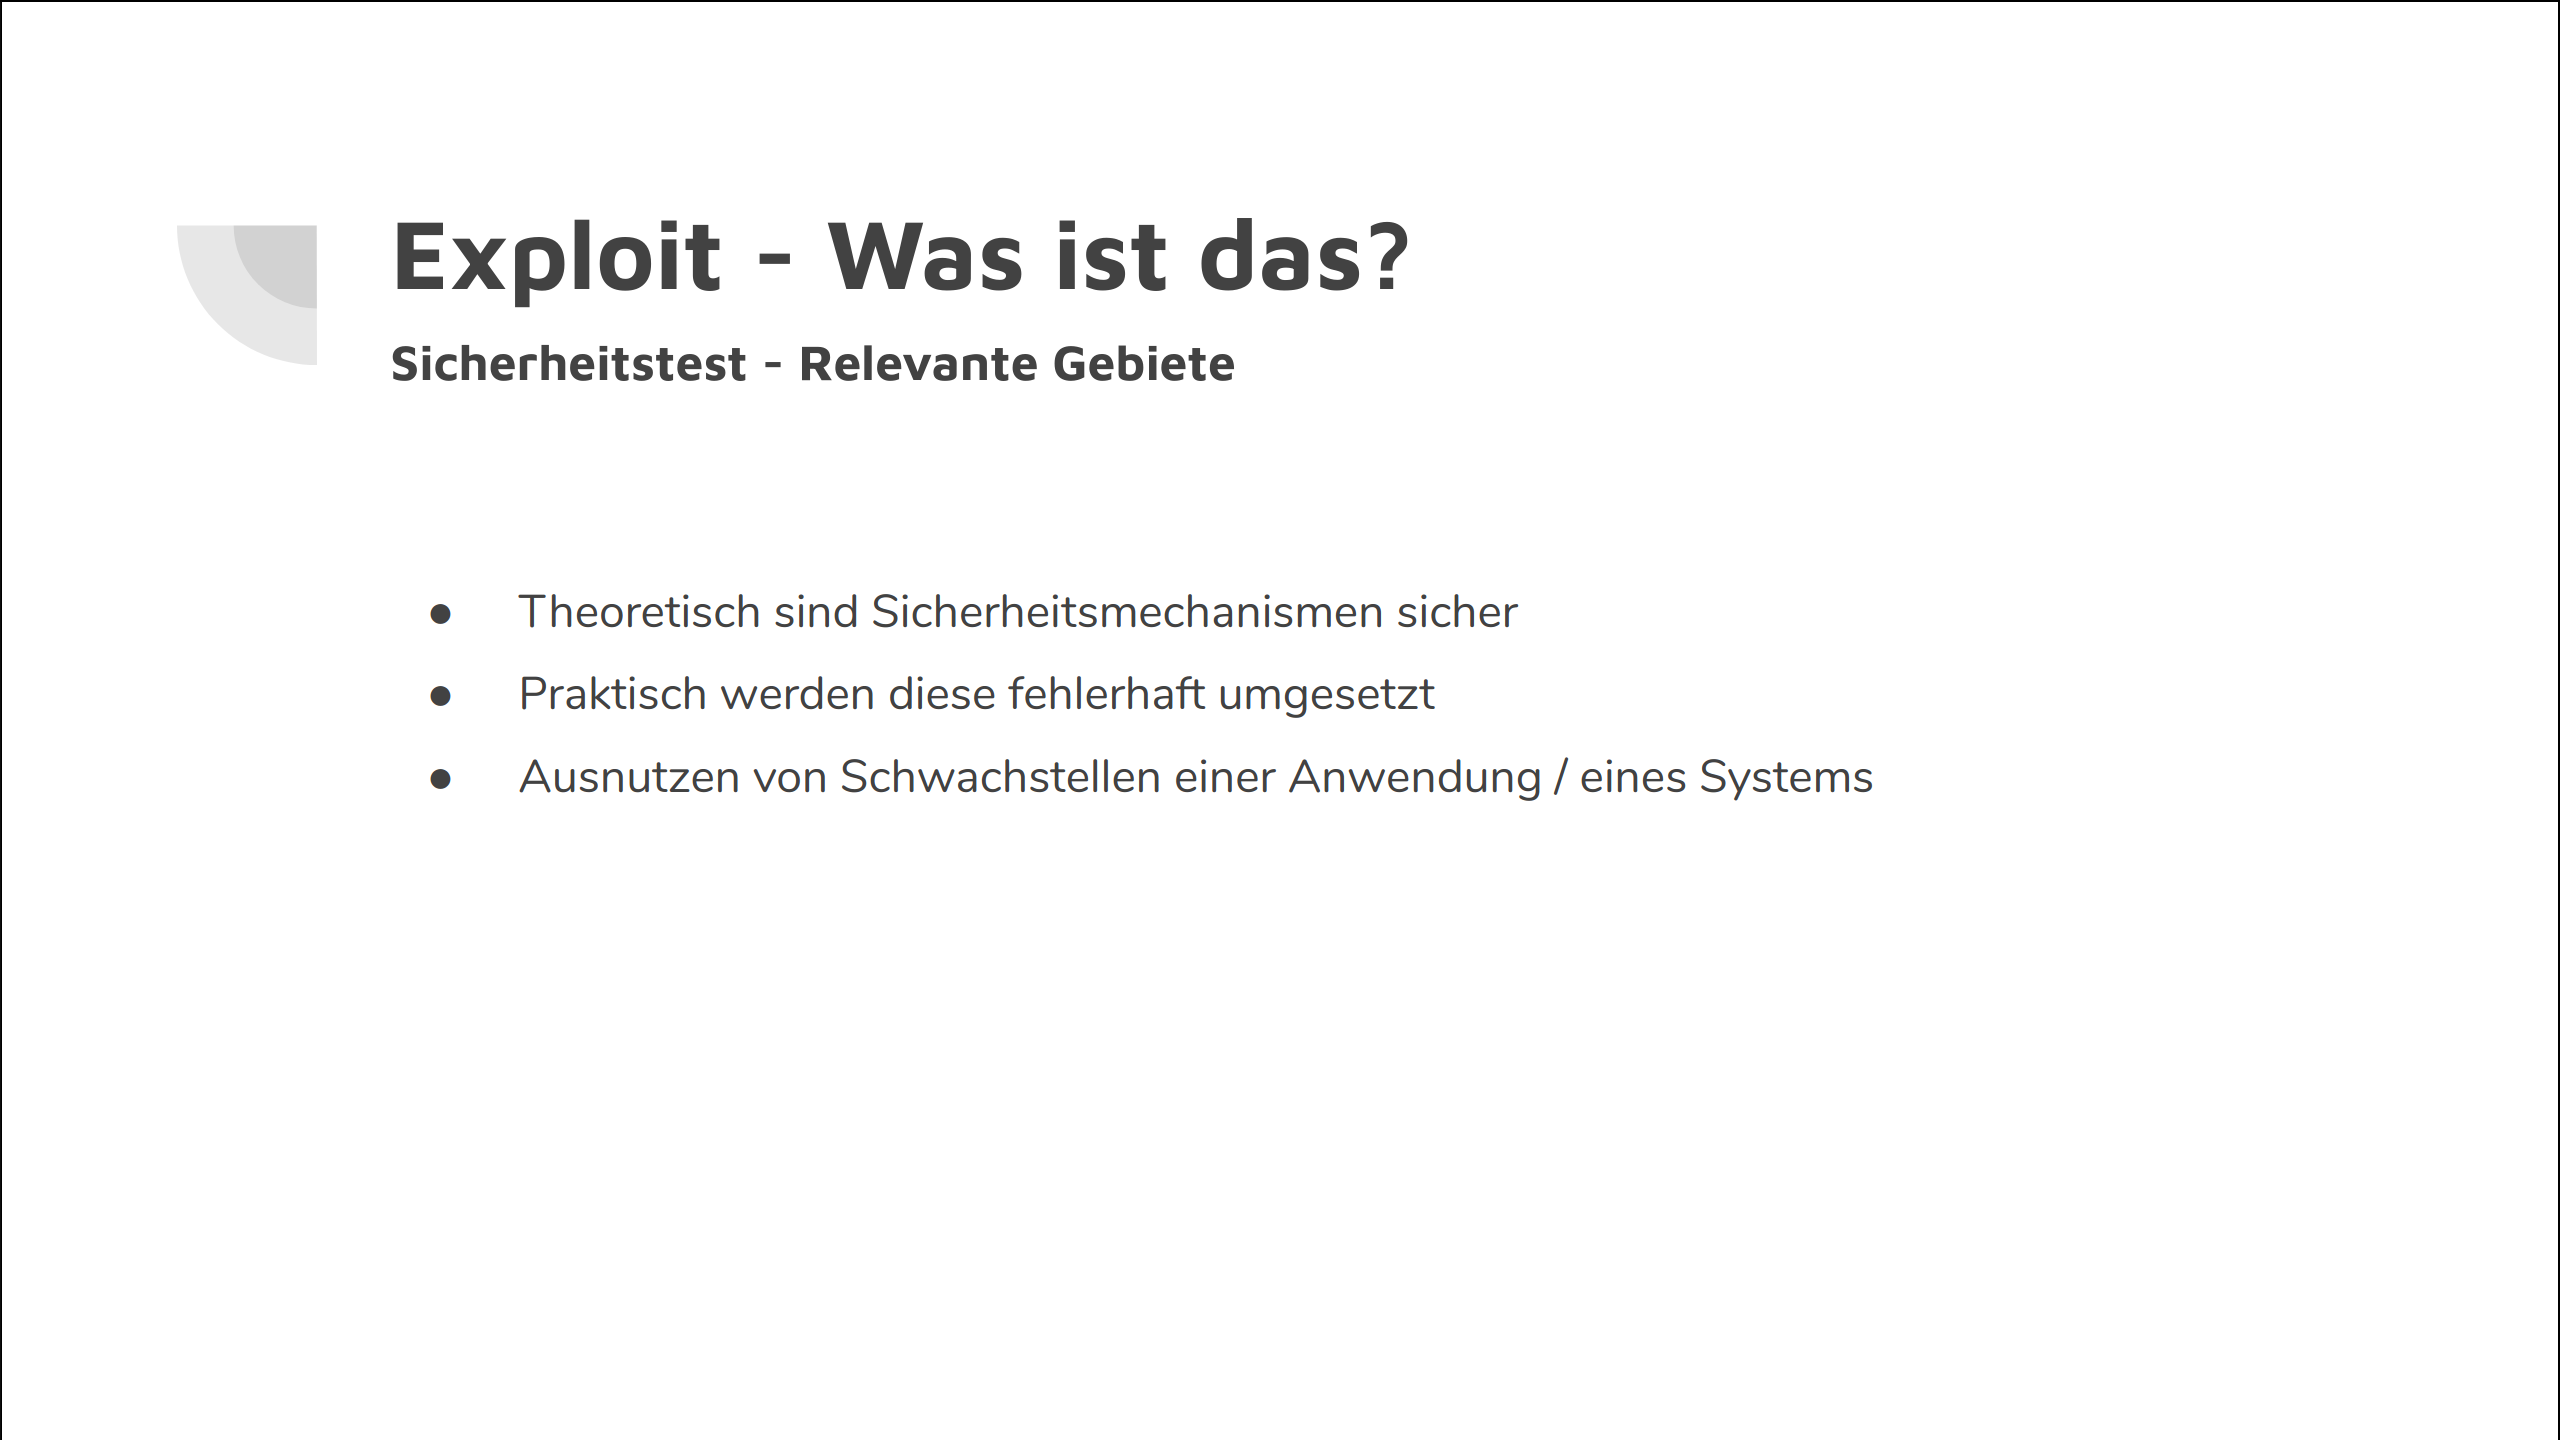 Exploit - Was ist das?
Sicherheitstest - Relevante Gebiete
● Theoretisch sind Sicherheitsmechanismen sicher
● Praktisch werden diese fehlerhaft umgesetzt
● Ausnutzen von Schwachstellen einer Anwendung / eines Systems